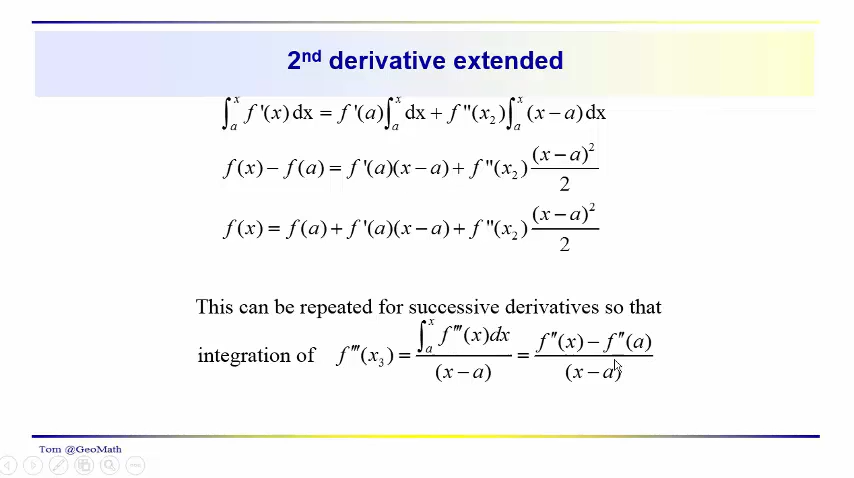 2nd derivative extended
∫ₐˣ f '(x) dx = f '(a) ∫ₐˣ dx + f "(x₂) ∫ₐˣ (x − a) dx
f (x) − f (a) = f '(a)(x − a) + f "(x₂) (x − a)² / 2
f (x) = f (a) + f '(a)(x − a) + f "(x₂) (x − a)² / 2
This can be repeated for successive derivatives so that
integration of f ‴(x₃) = ∫ₐˣ f ‴(x)dx / (x − a) = f ″(x) − f ″(a) / (x − a)
Tom @GeoMath